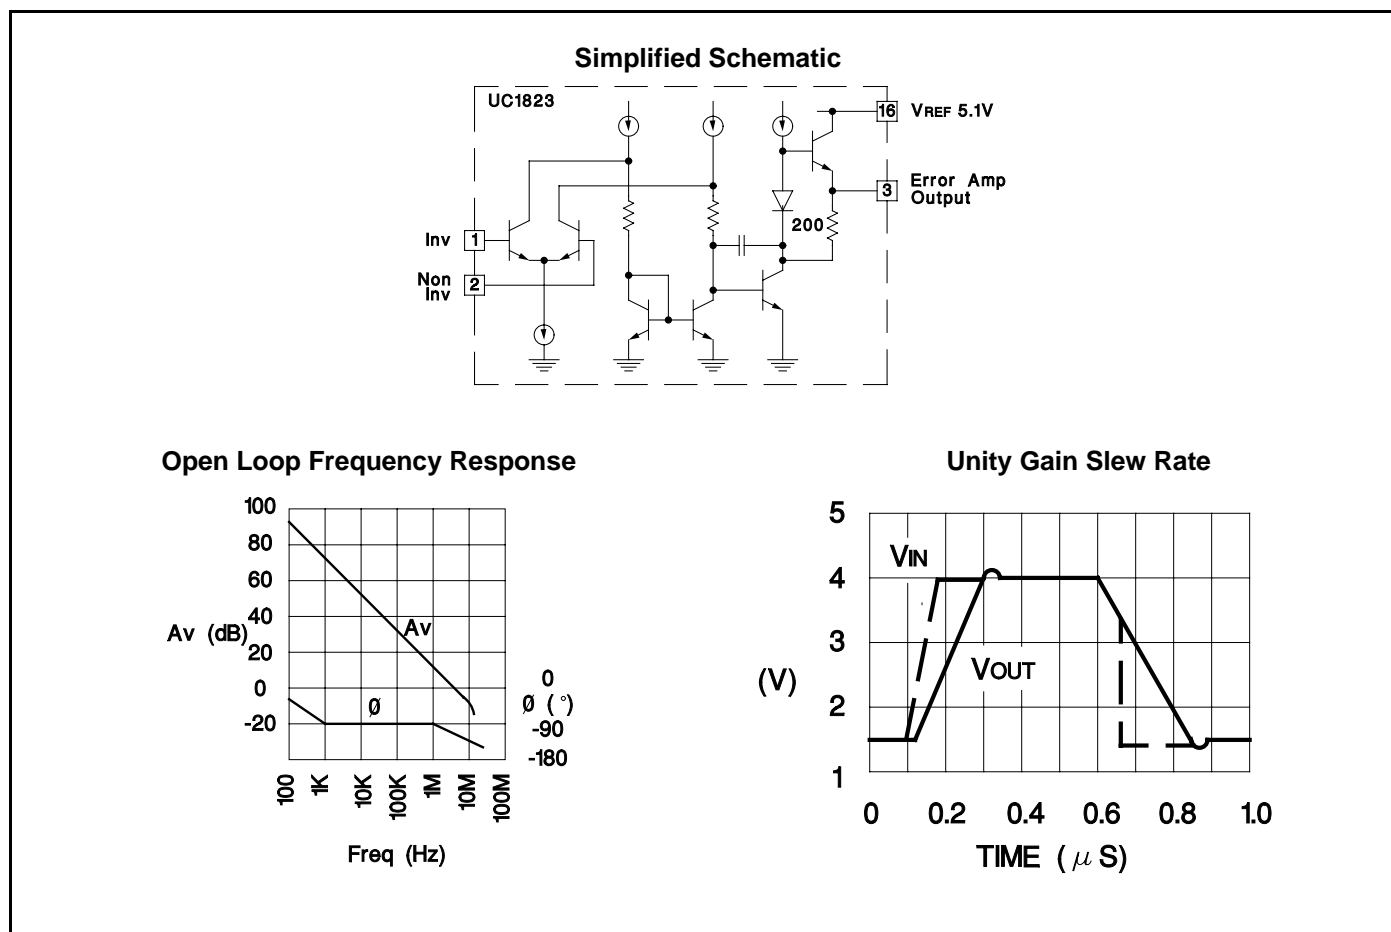 Simplified Schematic
UC1823
16 VREF 5.1V
3 Error Amp
Output
200
Inv 1
Non
Inv 2
Open Loop Frequency Response
100
80
60
40
20
0
-20
Av (dB)
Av
Ø
0
Ø (°)
-90
-180
100 1K 10K 100K 1M 10M 100M
Freq (Hz)
Unity Gain Slew Rate
5
4
3
2
1
(V)
VIN
VOUT
0 0.2 0.4 0.6 0.8 1.0
TIME (μ S)